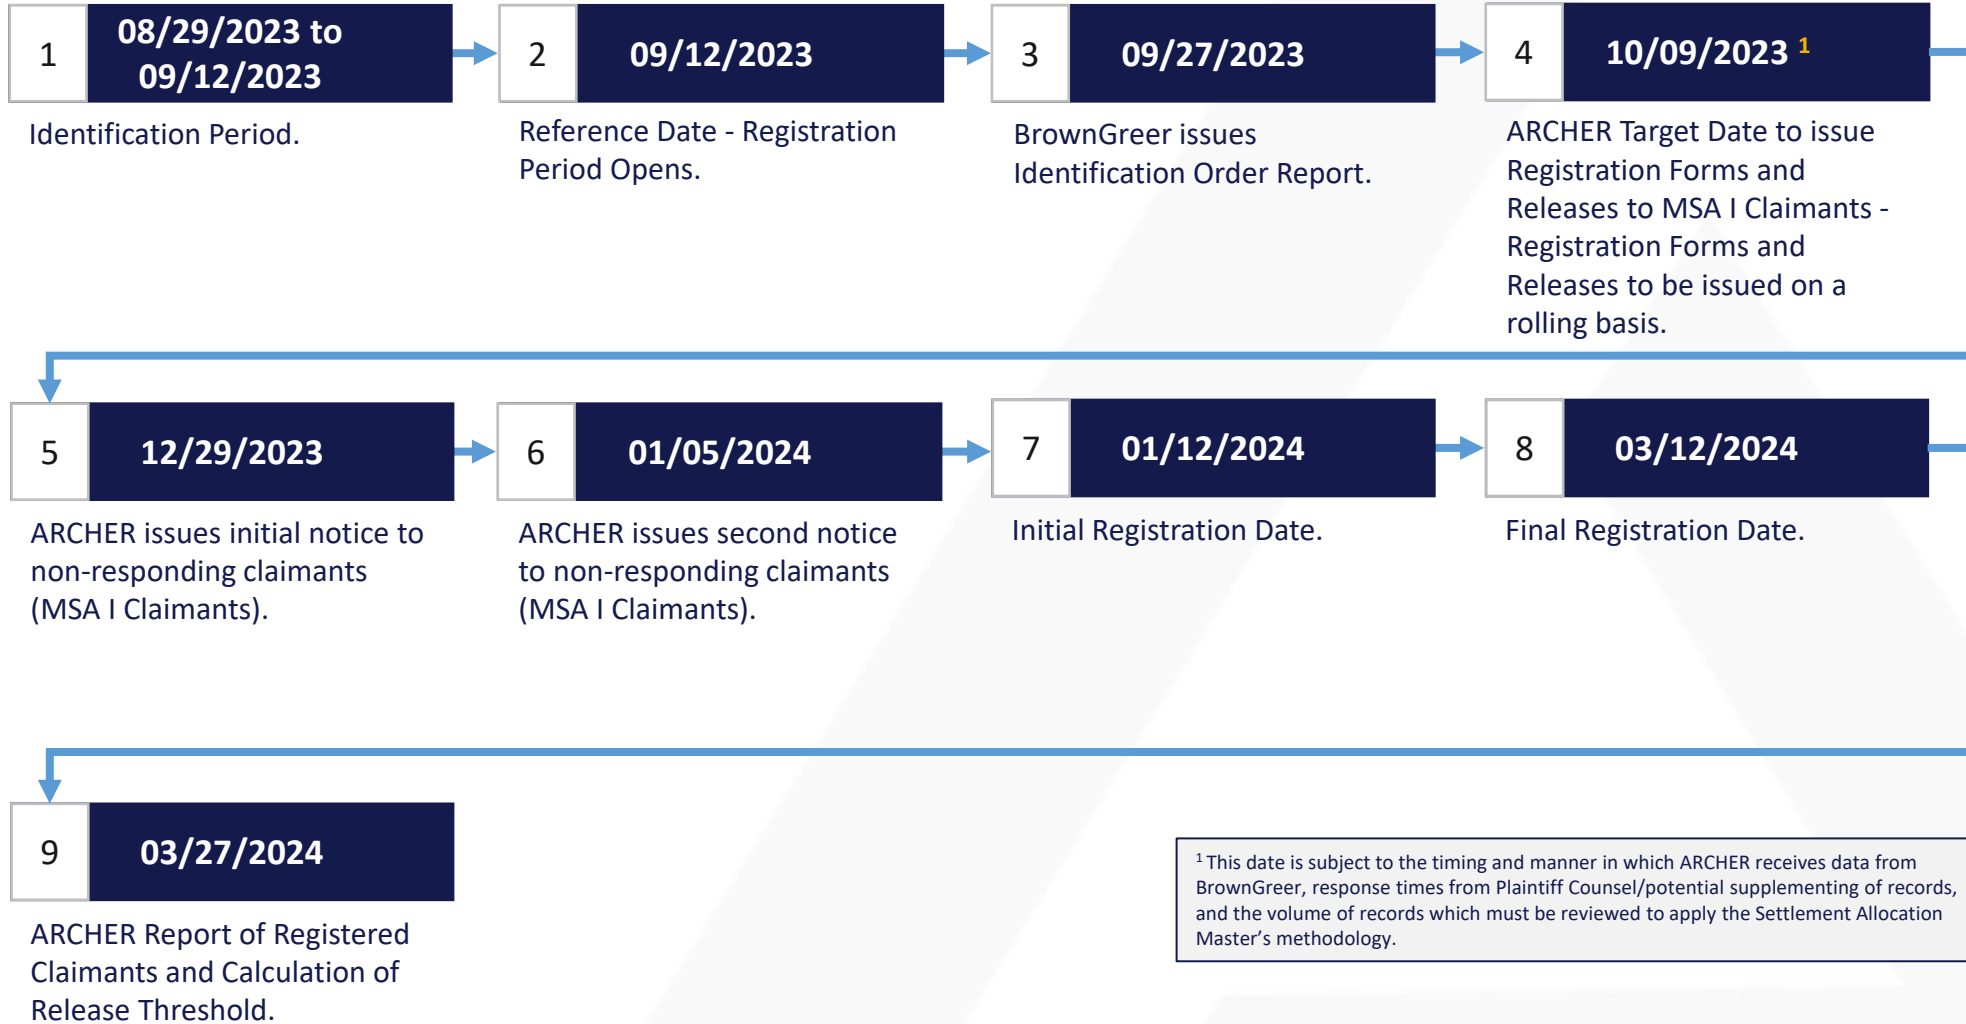 1
08/29/2023 to
09/12/2023
Identification Period.
2
09/12/2023
Reference Date - Registration
Period Opens.
3
09/27/2023
BrownGreer issues
Identification Order Report.
4
10/09/2023 1
ARCHER Target Date to issue
Registration Forms and
Releases to MSA I Claimants -
Registration Forms and
Releases to be issued on a
rolling basis.
5
12/29/2023
ARCHER issues initial notice to
non-responding claimants
(MSA I Claimants).
6
01/05/2024
ARCHER issues second notice
to non-responding claimants
(MSA I Claimants).
7
01/12/2024
Initial Registration Date.
8
03/12/2024
Final Registration Date.
9
03/27/2024
ARCHER Report of Registered
Claimants and Calculation of
Release Threshold.
1 This date is subject to the timing and manner in which ARCHER receives data from
BrownGreer, response times from Plaintiff Counsel/potential supplementing of records,
and the volume of records which must be reviewed to apply the Settlement Allocation
Master’s methodology.